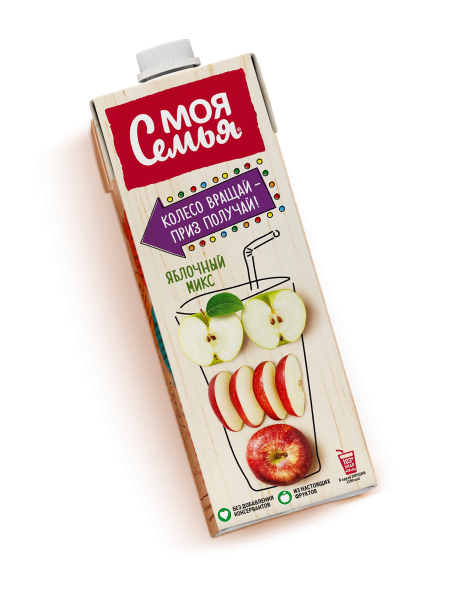 МОЯ
Семья®
КОЛЕСО ВРАЩАЙ –
ПРИЗ ПОЛУЧАЙ!
ЯБЛОЧНЫЙ
МИКС
БЕЗ ДОБАВЛЕНИЯ
КОНСЕРВАНТОВ
ИЗ НАСТОЯЩИХ
ФРУКТОВ